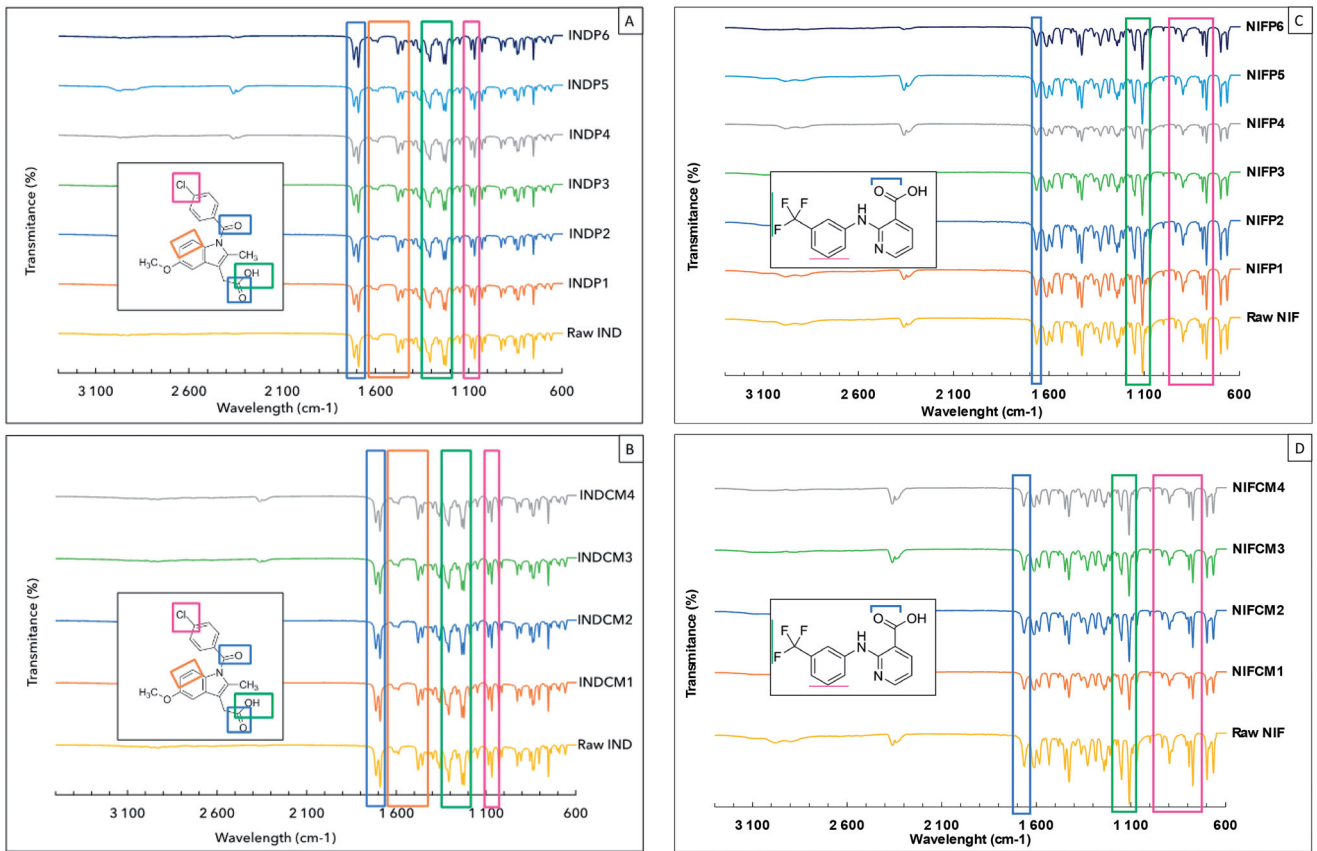 A
INDP6
INDP5
INDP4
INDP3
INDP2
INDP1
Raw IND
Transmitance (%)
Cl
O
N
CH₃
H₃C
O
OH
O
3 100 2 600 2 100 1 600 1 100 600
Wavelength (cm-1)
C
NIFP6
NIFP5
NIFP4
NIFP3
NIFP2
NIFP1
Raw NIF
Transmitance (%)
O OH
F F H
F N
N
3 100 2 600 2 100 1 600 1 100 600
Wavelenght (cm-1)
B
INDCM4
INDCM3
INDCM2
INDCM1
Raw IND
Transmitance (%)
Cl
O
N
CH₃
H₃C
O
OH
O
3 100 2 600 2 100 1 600 1 100 600
Wavelength (cm-1)
D
NIFCM4
NIFCM3
NIFCM2
NIFCM1
Raw NIF
Transmitance (%)
O OH
F F H
F N
N
3 100 2 600 2 100 1 600 1 100 600
Wavelenght (cm-1)